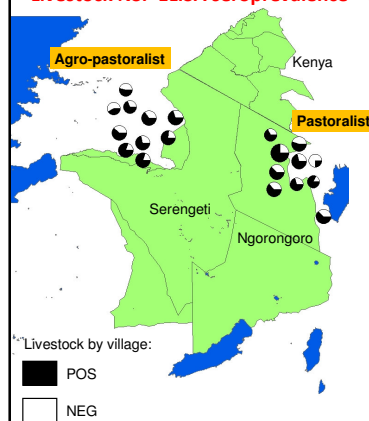 Agro-pastoralist
Kenya
Pastoralist
Serengeti
Ngorongoro
Livestock by village:
POS
NEG